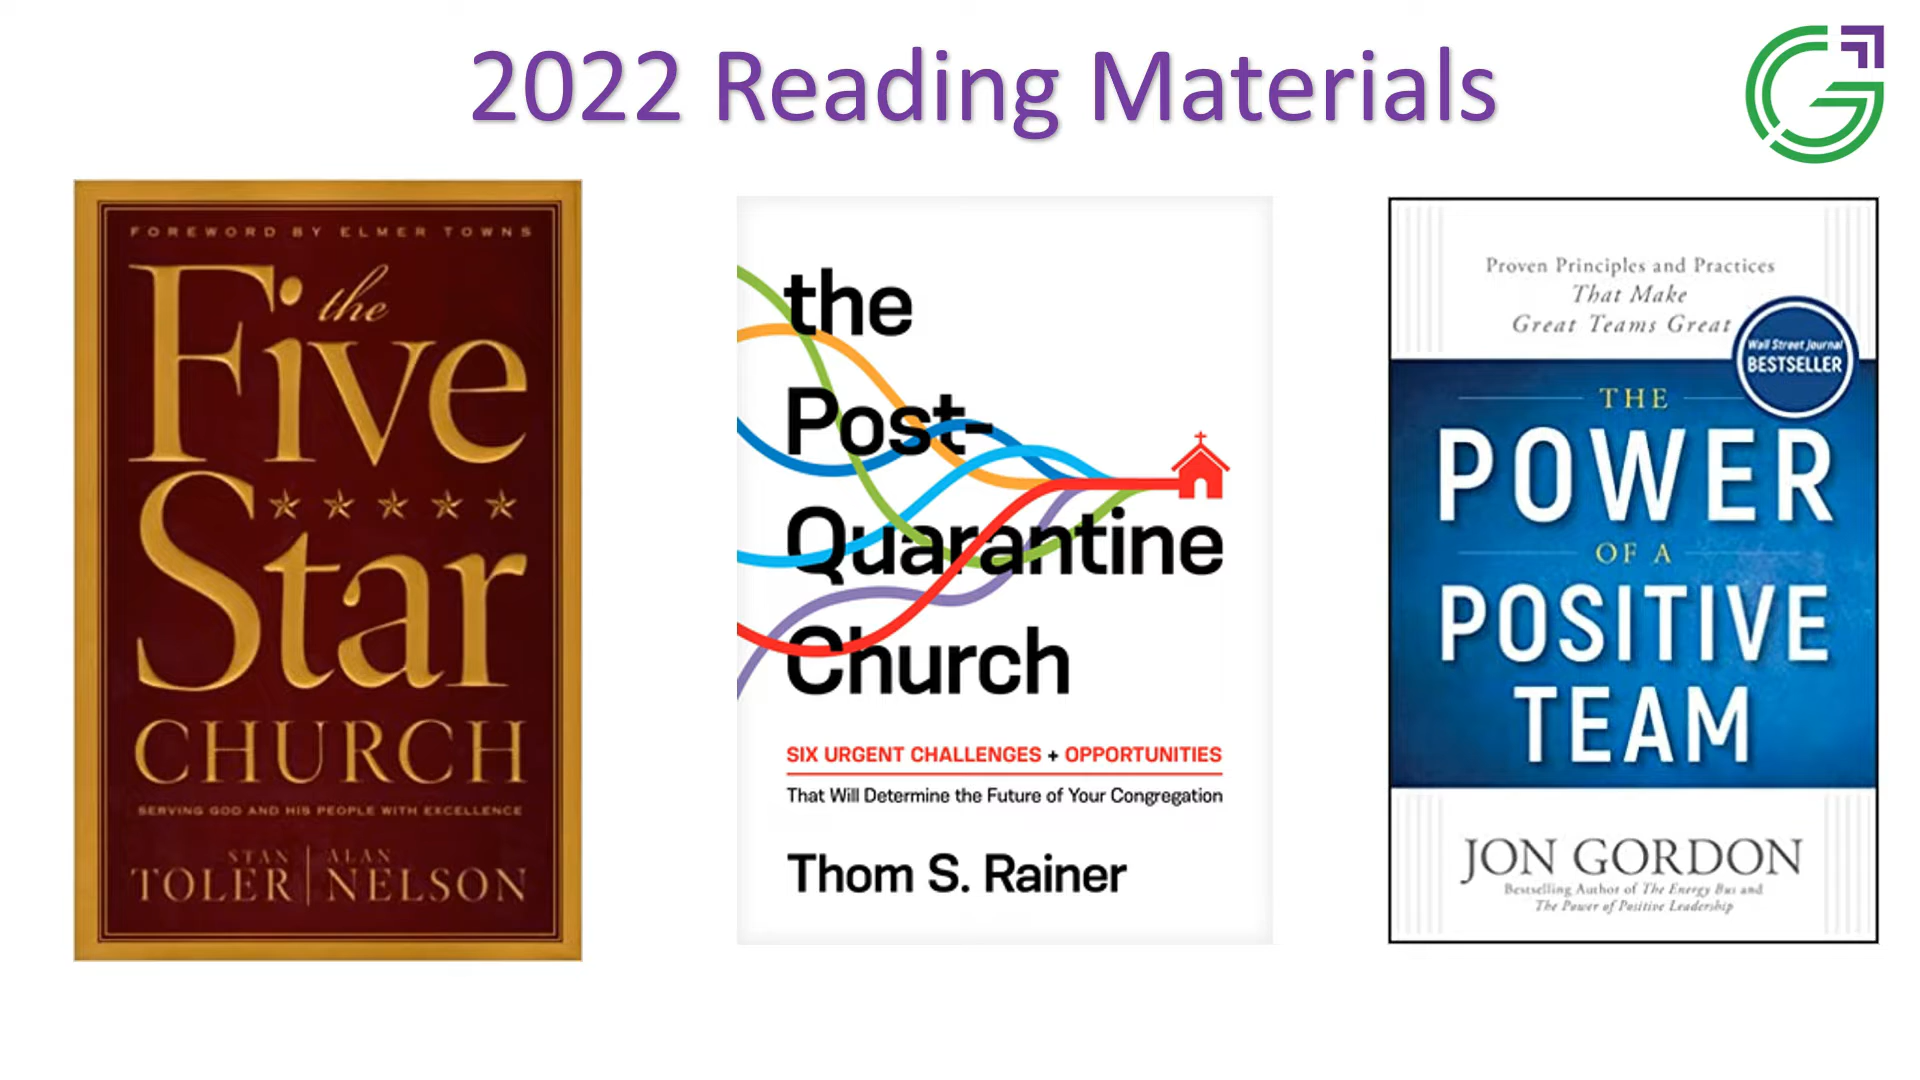 2022 Reading Materials
FOREWORD BY ELMER TOWNS
the
Five
Star
CHURCH
SERVING GOD AND HIS PEOPLE WITH EXCELLENCE
STAN ALAN
TOLER NELSON
the
Post-
Quarantine
Church
SIX URGENT CHALLENGES + OPPORTUNITIES
That Will Determine the Future of Your Congregation
Thom S. Rainer
Proven Principles and Practices
That Make
Great Teams Great
Wall Street Journal
BESTSELLER
THE
POWER
OF A
POSITIVE
TEAM
JON GORDON
Bestselling Author of The Energy Bus and
The Power of Positive Leadership